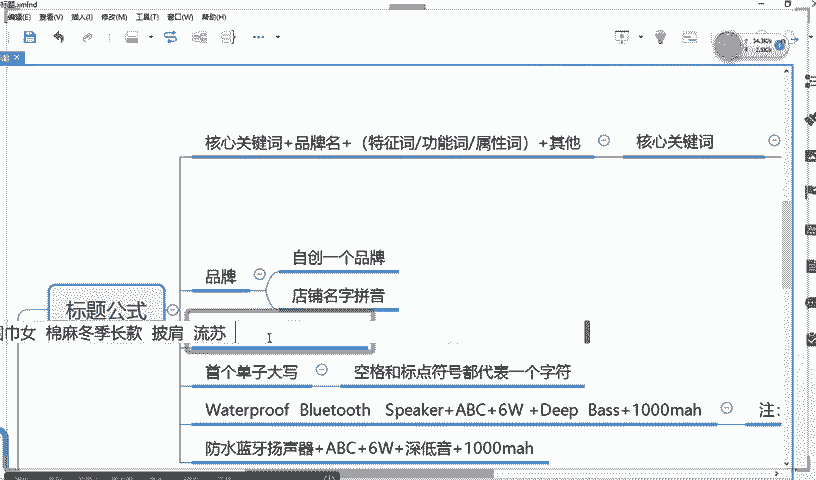 标题.xmind
编辑(E) 查看(V) 插入(I) 修改(M) 工具(T) 窗口(W) 帮助(H)
核心关键词+品牌名+（特征词/功能词/属性词）+其他
核心关键词
自创一个品牌
品牌
店铺名字拼音
标题公式
围巾女 棉麻冬季长款 披肩 流苏
首个单子大写
空格和标点符号都代表一个字符
Waterproof Bluetooth Speaker+ABC+6W +Deep Bass+1000mah
注:
防水蓝牙扬声器+ABC+6W+深低音+1000mah